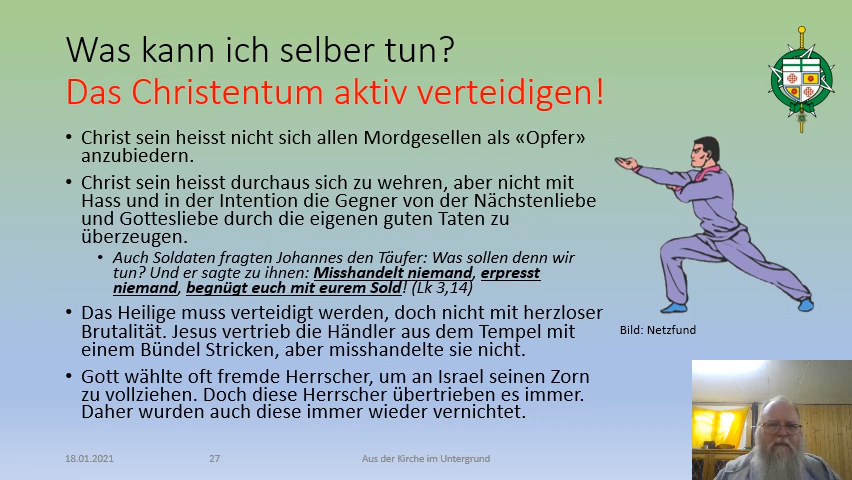 Was kann ich selber tun?
Das Christentum aktiv verteidigen!
• Christ sein heisst nicht sich allen Mordgesellen als «Opfer»
anzubiedern.
• Christ sein heisst durchaus sich zu wehren, aber nicht mit
Hass und in der Intention die Gegner von der Nächstenliebe
und Gottesliebe durch die eigenen guten Taten zu
überzeugen.
• Auch Soldaten fragten Johannes den Täufer: Was sollen denn wir
tun? Und er sagte zu ihnen: Misshandelt niemand, erpresst
niemand, begnügt euch mit eurem Sold! (Lk 3,14)
• Das Heilige muss verteidigt werden, doch nicht mit herzloser
Brutalität. Jesus vertrieb die Händler aus dem Tempel mit
einem Bündel Stricken, aber misshandelte sie nicht.
• Gott wählte oft fremde Herrscher, um an Israel seinen Zorn
zu vollziehen. Doch diese Herrscher übertrieben es immer.
Daher wurden auch diese immer wieder vernichtet.
Bild: Netzfund
18.01.2021
27
Aus der Kirche im Untergrund